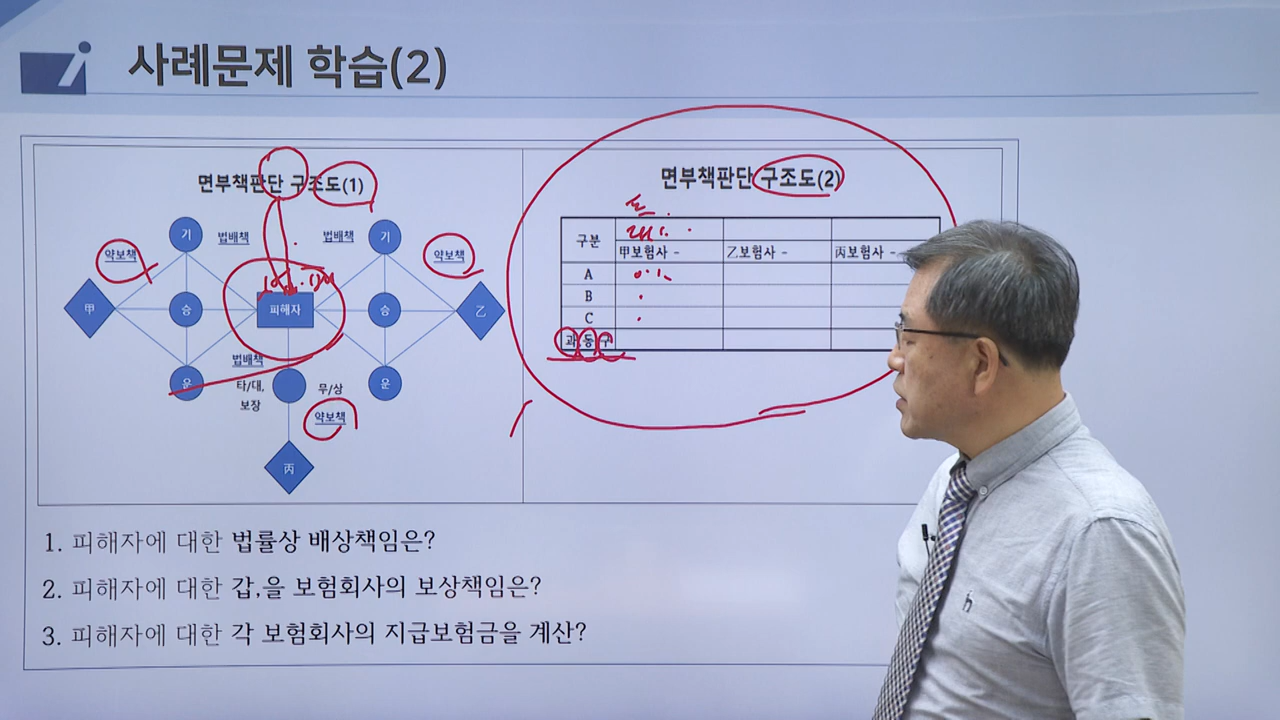 사례문제 학습(2)
면부책판단 구조도(1)
기
법배책
법배책
기
약보책
약보책
甲
승
피해자
승
乙
법배책
운
타/대,
보장
무/상
운
약보책
丙
면부책판단 구조도(2)
구분
甲보험사 -
乙보험사 -
丙보험사 -
A
B
C
과동구
1. 피해자에 대한 법률상 배상책임은?
2. 피해자에 대한 갑,을 보험회사의 보상책임은?
3. 피해자에 대한 각 보험회사의 지급보험금을 계산?